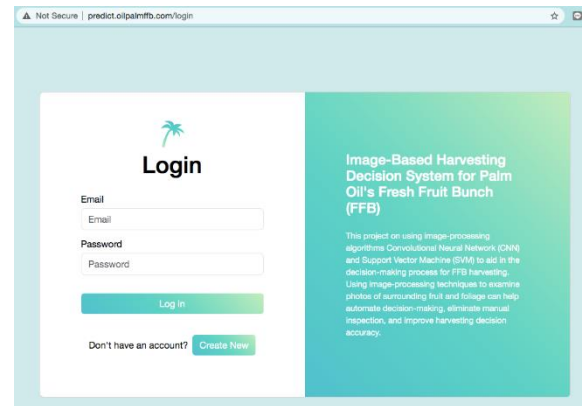 Not Secure | predict.oilpalmffb.com/login
Login
Email
Email
Password
Password
Log in
Don't have an account? Create New
Image-Based Harvesting
Decision System for Palm
Oil's Fresh Fruit Bunch
(FFB)
This project on using image-processing
algorithms Convolutional Neural Network (CNN)
and Support Vector Machine (SVM) to aid in the
decision-making process for FFB harvesting.
Using image-processing techniques to examine
photos of surrounding fruit and foliage can help
automate decision-making, eliminate manual
inspection, and improve harvesting decision
accuracy.